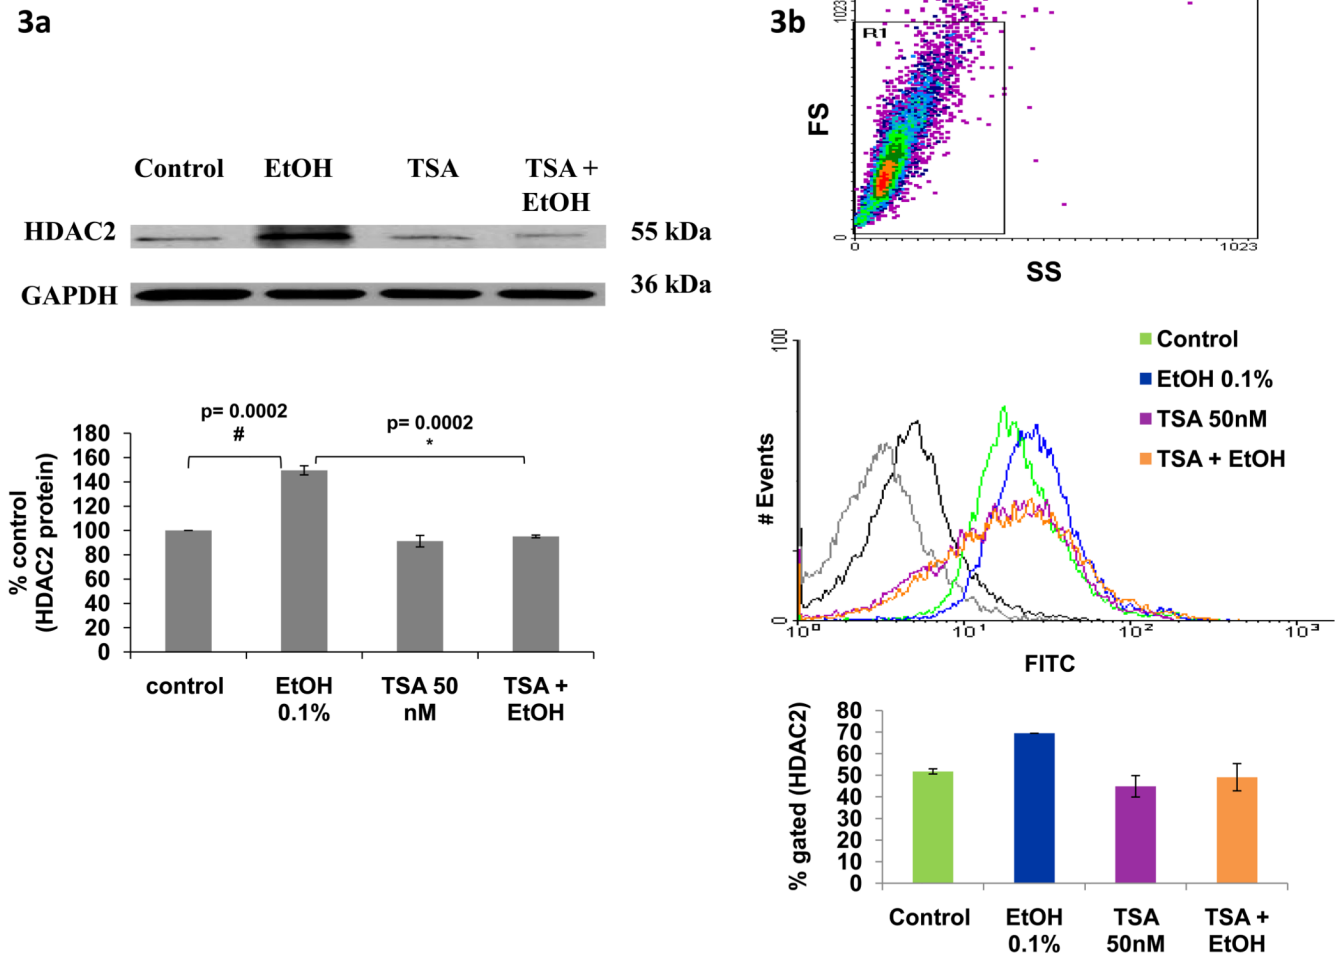 3a
Control EtOH TSA TSA +
EtOH
HDAC2 55 kDa
GAPDH 36 kDa
p= 0.0002
#
p= 0.0002
*
% control
(HDAC2 protein)
180
160
140
120
100
80
60
40
20
0
control EtOH TSA 50 TSA +
0.1% nM EtOH
3b
1023
R1
FS
0
0 1023
SS
Control
EtOH 0.1%
TSA 50nM
TSA + EtOH
100
# Events
0
10⁰ 10¹ 10² 10³
FITC
% gated (HDAC2)
80
70
60
50
40
30
20
10
0
Control EtOH TSA TSA +
0.1% 50nM EtOH